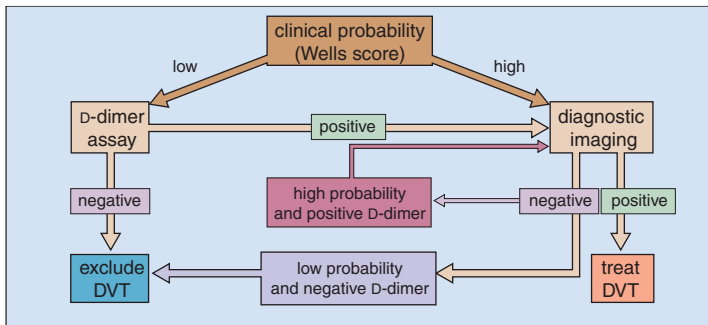 clinical probability
(Wells score)
low
high
D-dimer
assay
positive
diagnostic
imaging
negative
high probability
and positive D-dimer
negative
positive
exclude
DVT
low probability
and negative D-dimer
treat
DVT